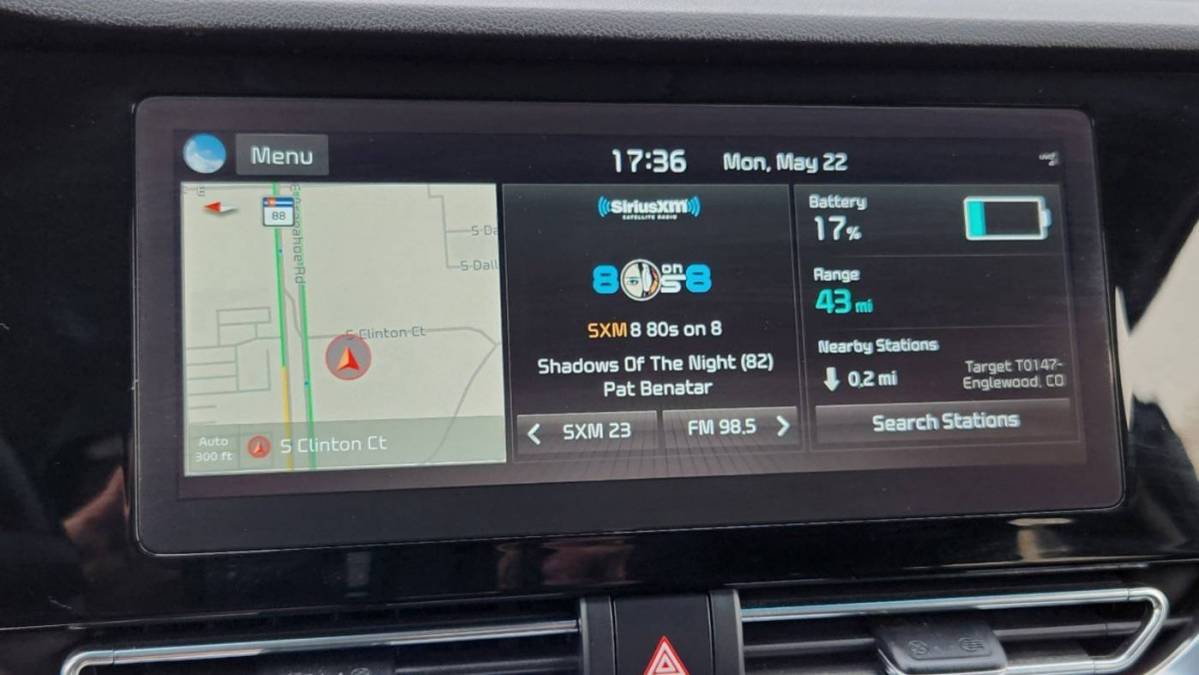 Menu
17:36
Mon, May 22
88
S Da
S Dall
S Clinton Ct
Auto
300 ft
S Clinton Ct
SiriusXM
SATELLITE RADIO
8 on 8
SXM 8 80s on 8
Shadows Of The Night (82)
Pat Benatar
SXM 23
FM 98.5
Battery
17%
Range
43 mi
Nearby Stations
0,2 mi
Target T0147-
Englewood, CO
Search Stations